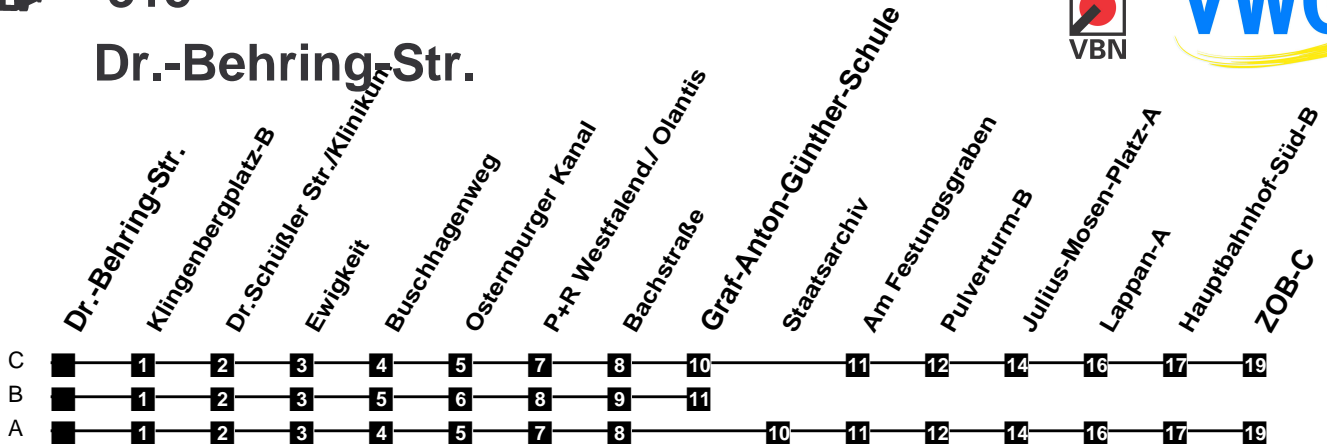 Dr.-Behring-Str.
VBN
Dr.-Behring-Str.
Klingenbergplatz-B
Dr.Schüßler Str./Klinikum
Ewigkeit
Buschhagenweg
Osternburger Kanal
P+R Westfalend./ Olantis
Bachstraße
Graf-Anton-Günther-Schule
Staatsarchiv
Am Festungsgraben
Pulverturm-B
Julius-Mosen-Platz-A
Lappan-A
Hauptbahnhof-Süd-B
ZOB-C
C 1 2 3 4 5 7 8 10 11 12 14 16 17 19
B 1 2 3 5 6 8 9 11
A 1 2 3 4 5 7 8 10 11 12 14 16 17 19